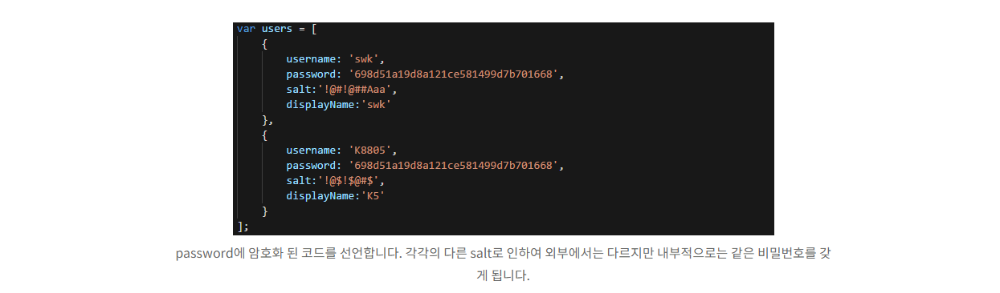 var users = [
{
username: 'swk',
password: '698d51a19d8a121ce581499d7b701668',
salt:'!@#!@##Aaa',
displayName:'swk'
},
{
username: 'K8805',
password: '698d51a19d8a121ce581499d7b701668',
salt:'!@$!$@#$',
displayName:'K5'
}
];
password에 암호화 된 코드를 선언합니다. 각각의 다른 salt로 인하여 외부에서는 다르지만 내부적으로는 같은 비밀번호를 갖
게 됩니다.